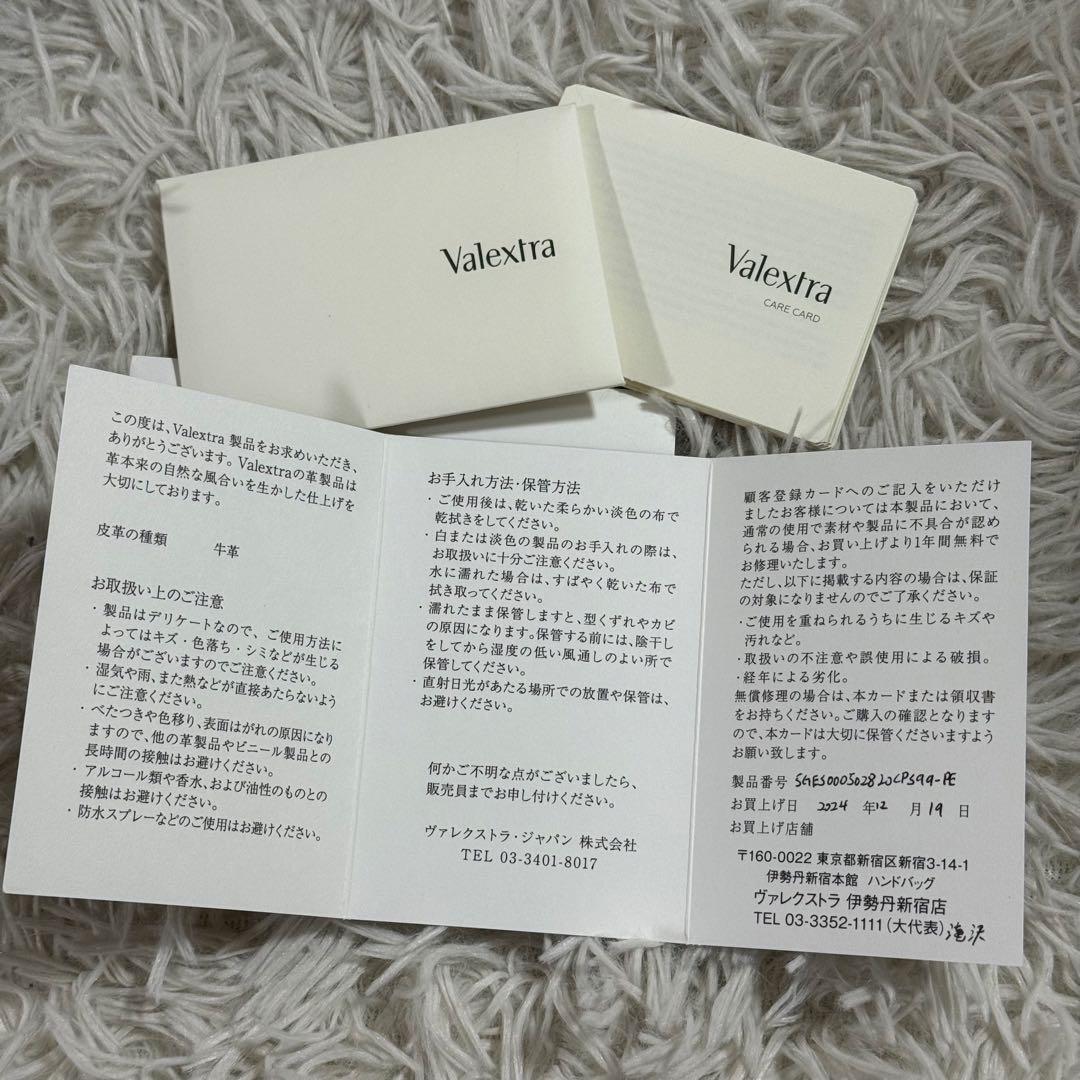 Valextra
Valextra
CARE CARD
この度は、Valextra 製品をお求めいただき、
ありがとうございます。Valextraの革製品は
革本来の自然な風合いを生かした仕上げを
大切にしております。
皮革の種類 牛革
お取扱い上のご注意
・製品はデリケートなので、ご使用方法に
よってはキズ・色落ち・シミなどが生じる
場合がございますのでご注意ください。
・湿気や雨、また熱などが直接あたらないよう
にご注意ください。
・べたつきや色移り、表面はがれの原因になり
ますので、他の革製品やビニール製品との
長時間の接触はお避けください。
・アルコール類や香水、および油性のものとの
接触はお避けください。
・防水スプレーなどのご使用はお避けください。
お手入れ方法・保管方法
・ご使用後は、乾いた柔らかい淡色の布で
乾拭きをしてください。
・白または淡色の製品のお手入れの際は、
お取扱いに十分ご注意ください。
水に濡れた場合は、すばやく乾いた布で
拭き取ってください。
・濡れたまま保管しますと、型くずれやカビ
の原因になります。保管する前には、陰干し
をしてから湿度の低い風通しのよい所で
保管してください。
・直射日光があたる場所での放置や保管は、
お避けください。
何かご不明な点がございましたら、
販売員までお申し付けください。
ヴァレクストラ・ジャパン 株式会社
TEL 03-3401-8017
顧客登録カードへのご記入をいただけ
ましたお客様については本製品において、
通常の使用で素材や製品に不具合が認め
られる場合、お買い上げより1年間無料で
お修理いたします。
ただし、以下に掲載する内容の場合は、保証
の対象になりませんのでご了承ください。
・ご使用を重ねられるうちに生じるキズや
汚れなど。
・取扱いの不注意や誤使用による破損。
・経年による劣化。
無償修理の場合は、本カードまたは領収書
をお持ちください。ご購入の確認となります
ので、本カードは大切に保管くださいますよう
お願い致します。
製品番号 SGES0005028LOCPS99-PE
お買上げ日 2024 年 12 月 19 日
お買上げ店舗
〒160-0022 東京都新宿区新宿3-14-1
伊勢丹新宿本館 ハンドバッグ
ヴァレクストラ 伊勢丹新宿店
TEL 03-3352-1111(大代表) 滝沢